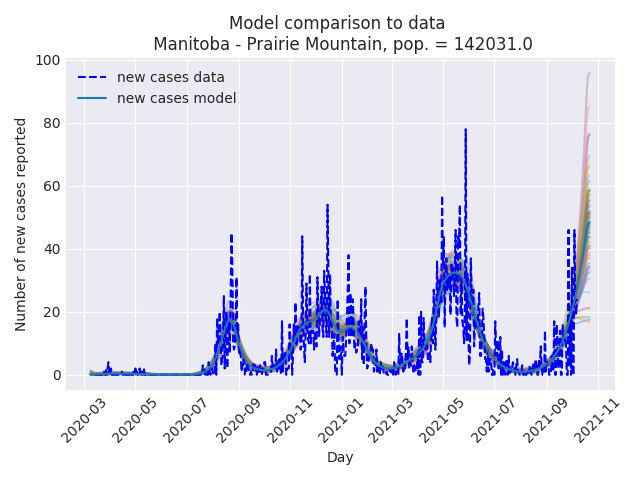 Model comparison to data
Manitoba - Prairie Mountain, pop. = 142031.0
new cases data
new cases model
Number of new cases reported
100
80
60
40
20
0
2020-03
2020-05
2020-07
2020-09
2020-11
2021-01
2021-03
2021-05
2021-07
2021-09
2021-11
Day